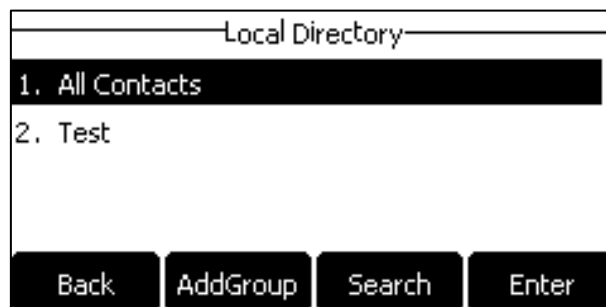 Local Directory
1. All Contacts
2. Test
Back AddGroup Search Enter